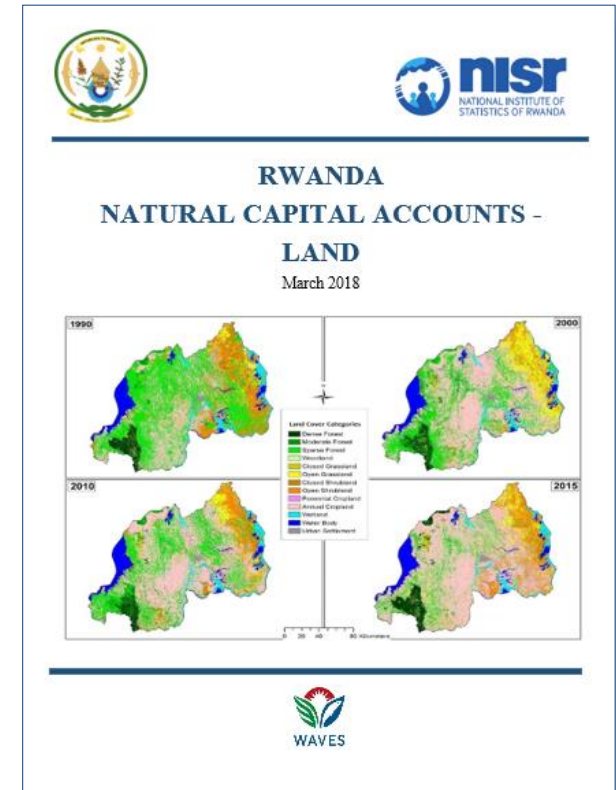 nisr
NATIONAL INSTITUTE OF
STATISTICS OF RWANDA
RWANDA
NATURAL CAPITAL ACCOUNTS -
LAND
March 2018
1990
2000
Land Cover Categories
Dense Forest
Moderate Forest
Sparse Forest
Woodland
Closed Grassland
Open Grassland
Closed Shrubland
Open Shrubland
Perennial Cropland
Annual Cropland
Wetland
Water Body
Urban Settlement
2010
2015
0 20 40 80 Kilometers
WAVES